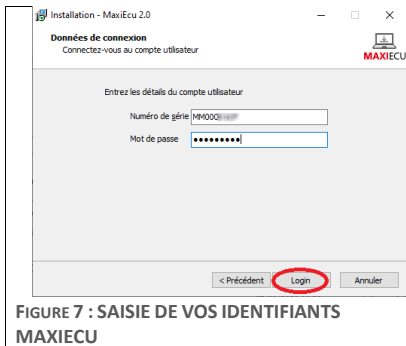 Installation - MaxiEcu 2.0
Données de connexion
Connectez-vous au compte utilisateur
MAXIECU
Entrez les détails du compte utilisateur
Numéro de série MM000
Mot de passe •••••••••
< Précédent Login Annuler
FIGURE 7 : SAISIE DE VOS IDENTIFIANTS
MAXIECU